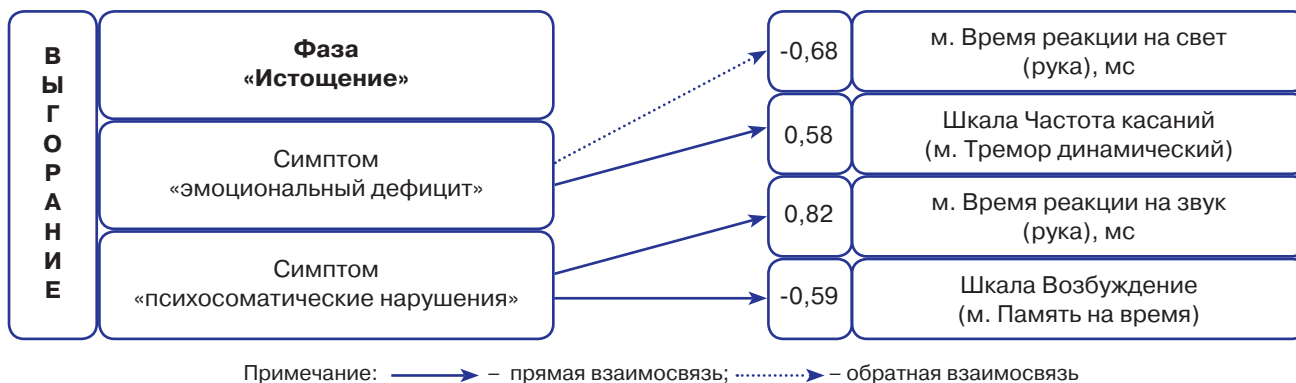 ВЫГОРАНИЕ
Фаза
«Истощение»
Симптом
«эмоциональный дефицит»
Симптом
«психосоматические нарушения»
-0,68
м. Время реакции на свет
(рука), мс
0,58
Шкала Частота касаний
(м. Тремор динамический)
0,82
м. Время реакции на звук
(рука), мс
-0,59
Шкала Возбуждение
(м. Память на время)
Примечание: – прямая взаимосвязь; – обратная взаимосвязь